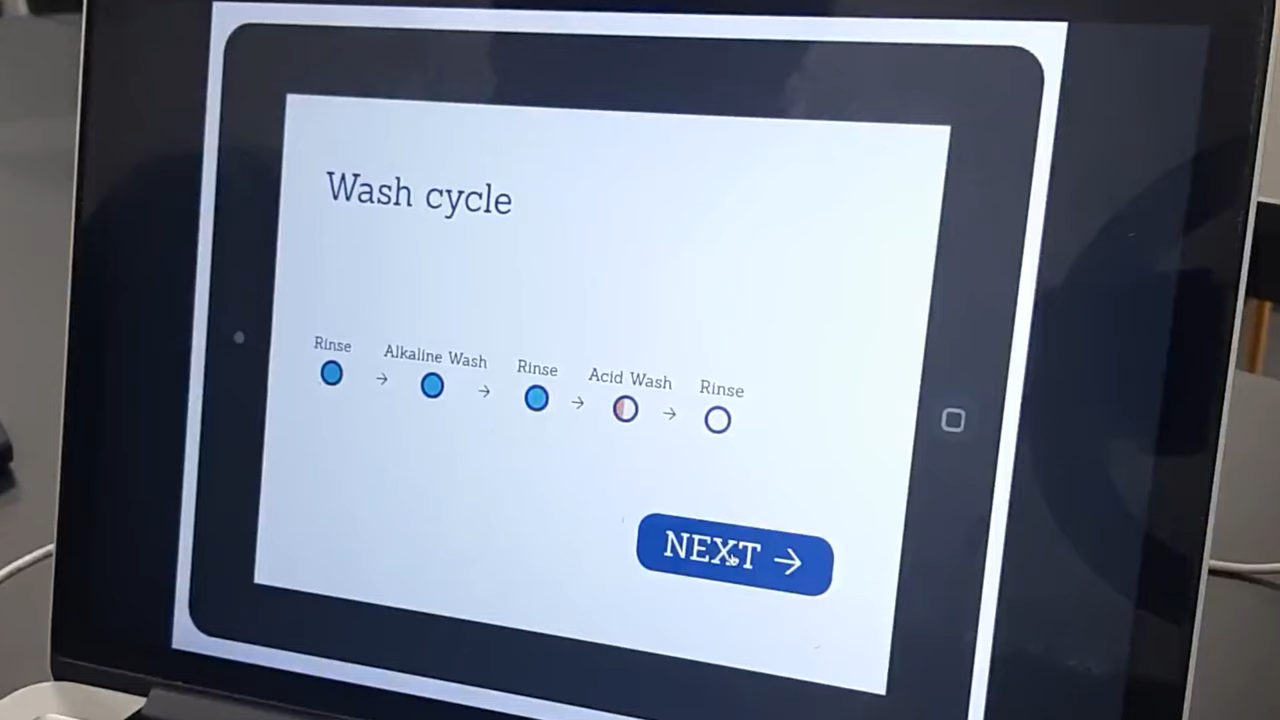 Wash cycle
Rinse → Alkaline Wash → Rinse → Acid Wash → Rinse
NEXT →